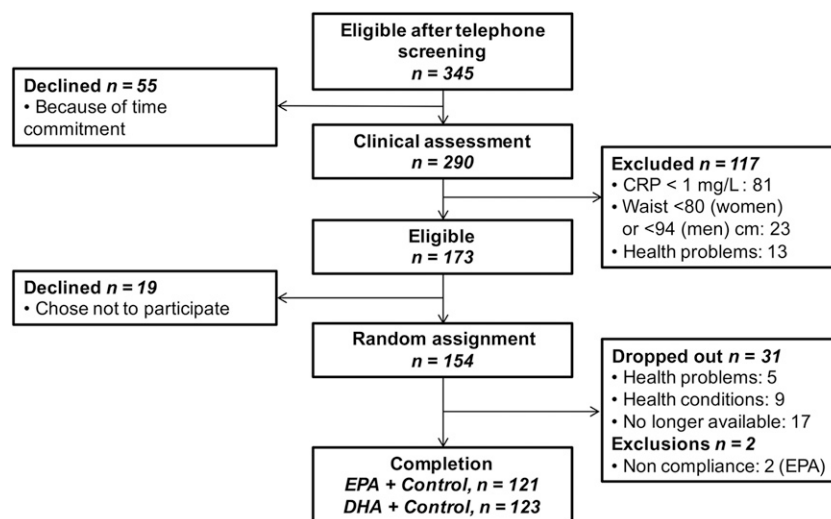 Eligible after telephone
screening
n = 345
Declined n = 55
• Because of time
commitment
Clinical assessment
n = 290
Excluded n = 117
• CRP < 1 mg/L : 81
• Waist <80 (women)
or <94 (men) cm: 23
• Health problems: 13
Eligible
n = 173
Declined n = 19
• Chose not to participate
Random assignment
n = 154
Dropped out n = 31
• Health problems: 5
• Health conditions: 9
• No longer available: 17
Exclusions n = 2
• Non compliance: 2 (EPA)
Completion
EPA + Control, n = 121
DHA + Control, n = 123